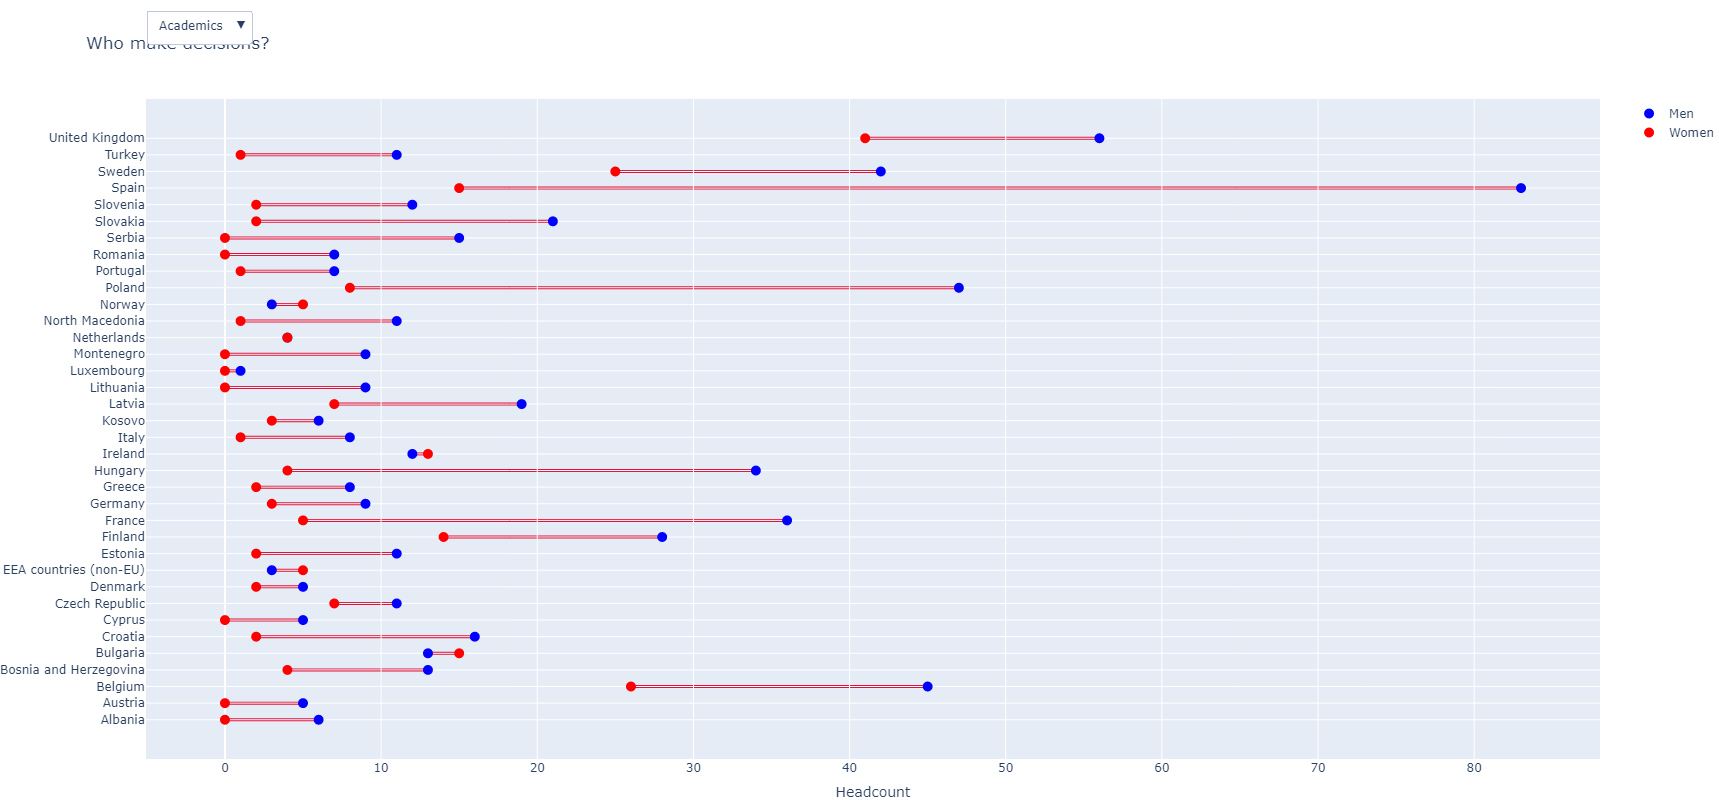 Academics ▼
Who make decisions?
Men
Women
United Kingdom
Turkey
Sweden
Spain
Slovenia
Slovakia
Serbia
Romania
Portugal
Poland
Norway
North Macedonia
Netherlands
Montenegro
Luxembourg
Lithuania
Latvia
Kosovo
Italy
Ireland
Hungary
Greece
Germany
France
Finland
Estonia
EEA countries (non-EU)
Denmark
Czech Republic
Cyprus
Croatia
Bulgaria
Bosnia and Herzegovina
Belgium
Austria
Albania
0 10 20 30 40 50 60 70 80
Headcount